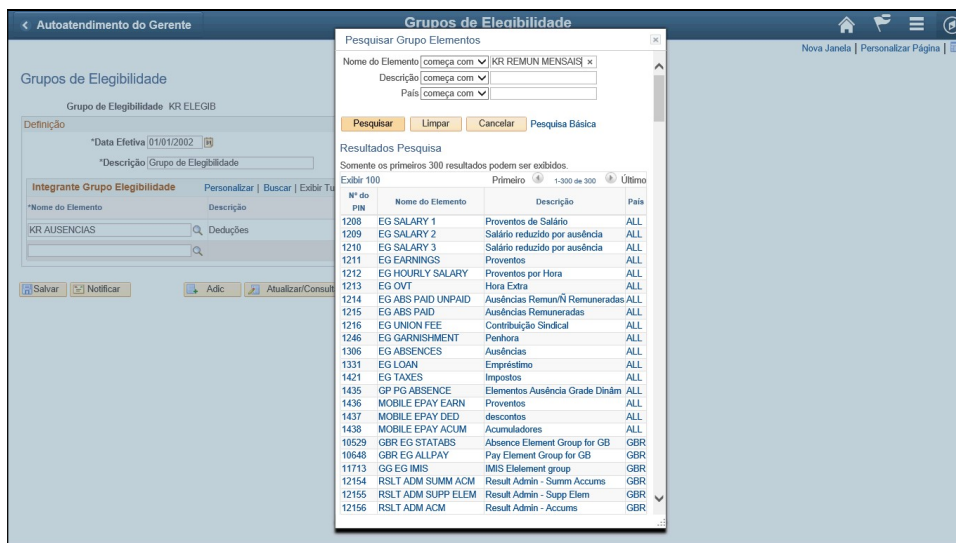 Autoatendimento do Gerente
Grupos de Elegibilidade
Nova Janela | Personalizar Página |
Grupos de Elegibilidade
Grupo de Elegibilidade KR ELEGIB
Definição
*Data Efetiva 01/01/2002
*Descrição Grupo de Elegibilidade
Integrante Grupo Elegibilidade Personalizar | Buscar | Exibir Tu
*Nome do Elemento Descrição
KR AUSENCIAS Deduções
Salvar Notificar Adic Atualizar/Consult
Pesquisar Grupo Elementos
Nome do Elemento começa com KR REMUN MENSAIS
Descrição começa com
País começa com
Pesquisar Limpar Cancelar Pesquisa Básica
Resultados Pesquisa
Somente os primeiros 300 resultados podem ser exibidos.
Exibir 100 Primeiro 1-300 de 300 Último
Nº do PIN Nome do Elemento Descrição País
1208 EG SALARY 1 Proventos de Salário ALL
1209 EG SALARY 2 Salário reduzido por ausência ALL
1210 EG SALARY 3 Salário reduzido por ausência ALL
1211 EG EARNINGS Proventos ALL
1212 EG HOURLY SALARY Proventos por Hora ALL
1213 EG OVT Hora Extra ALL
1214 EG ABS PAID UNPAID Ausências Remun/Ñ Remuneradas ALL
1215 EG ABS PAID Ausências Remuneradas ALL
1216 EG UNION FEE Contribuição Sindical ALL
1246 EG GARNISHMENT Penhora ALL
1306 EG ABSENCES Ausências ALL
1331 EG LOAN Empréstimo ALL
1421 EG TAXES Impostos ALL
1435 GP PG ABSENCE Elementos Ausência Grade Dinâm ALL
1436 MOBILE EPAY EARN Proventos ALL
1437 MOBILE EPAY DED descontos ALL
1438 MOBILE EPAY ACUM Acumuladores ALL
10529 GBR EG STATABS Absence Element Group for GB GBR
10648 GBR EG ALLPAY Pay Element Group for GB GBR
11713 GG EG IMIS IMIS Elelement group GBR
12154 RSLT ADM SUMM ACM Result Admin - Summ Accums GBR
12155 RSLT ADM SUPP ELEM Result Admin - Supp Elem GBR
12156 RSLT ADM ACM Result Admin - Accums GBR